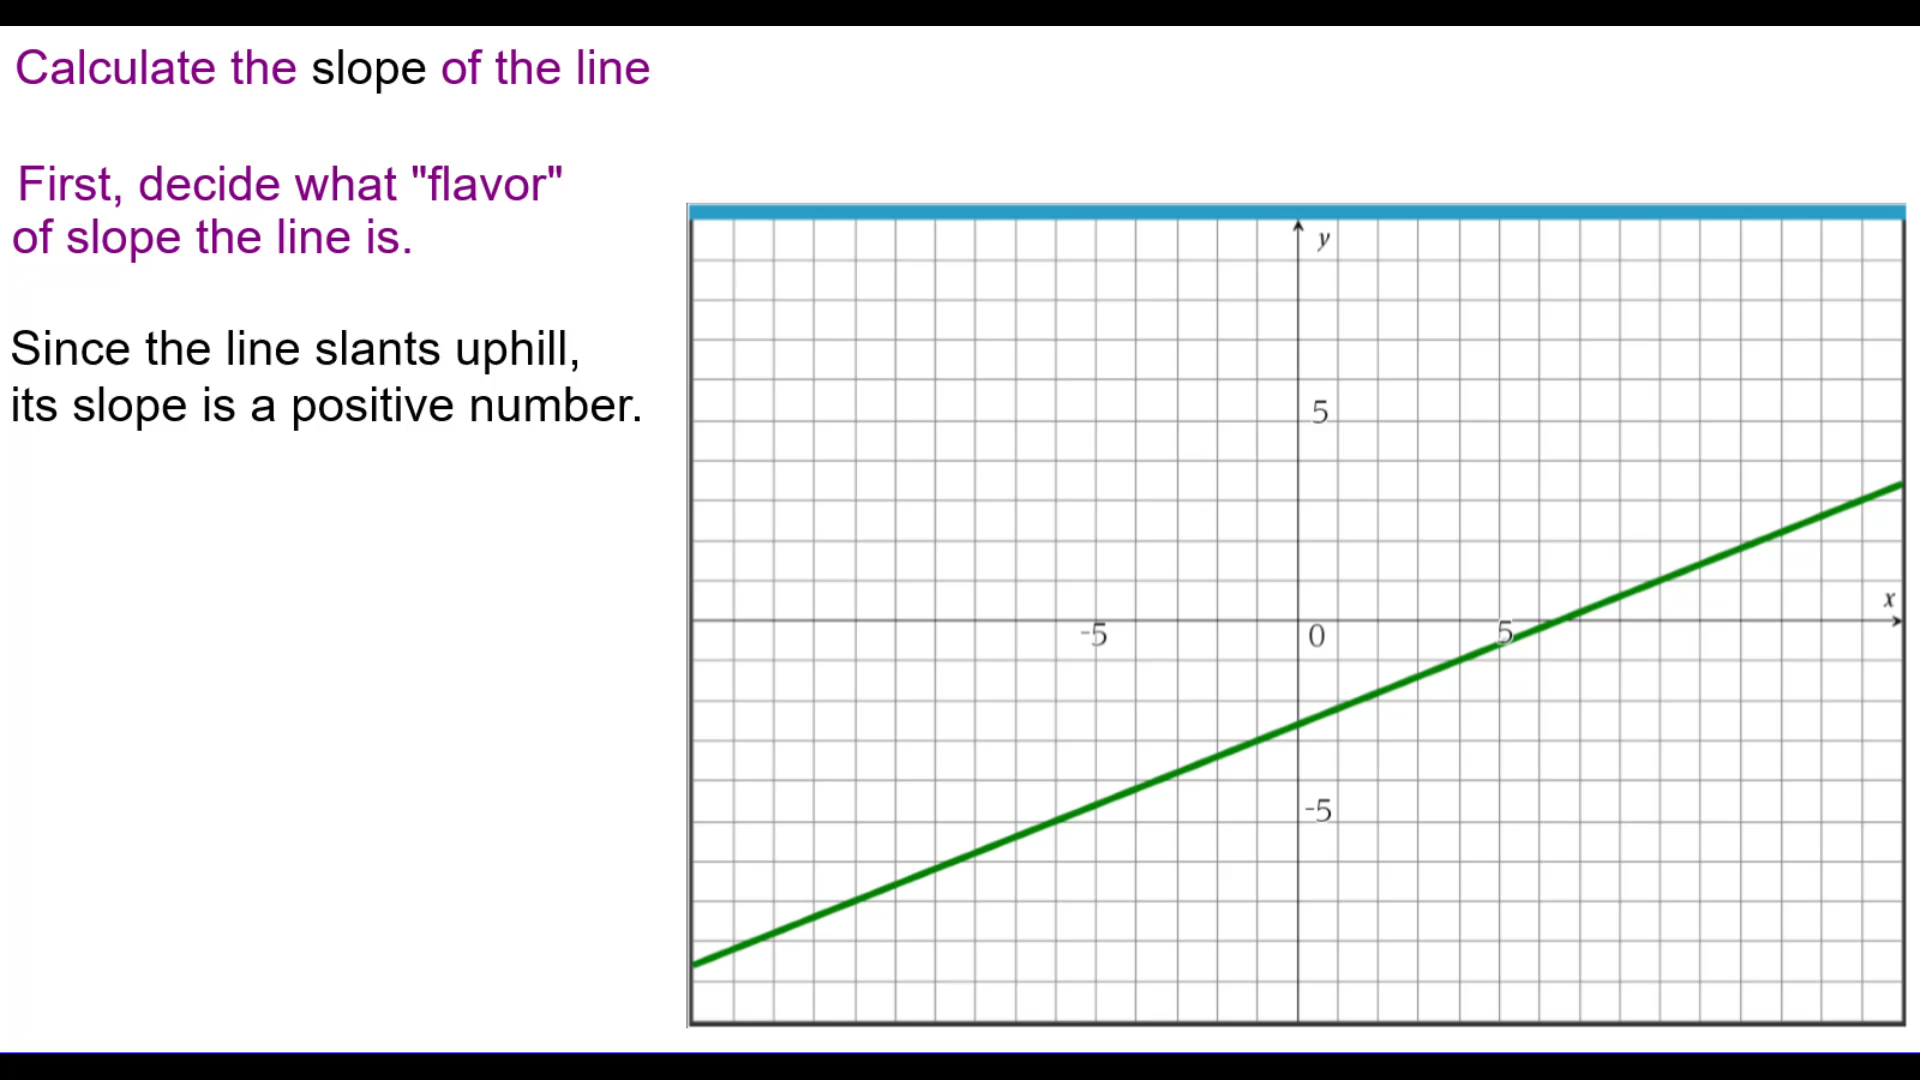 Calculate the slope of the line
First, decide what "flavor"
of slope the line is.
Since the line slants uphill,
its slope is a positive number.
y
5
x
-5
0
5
-5